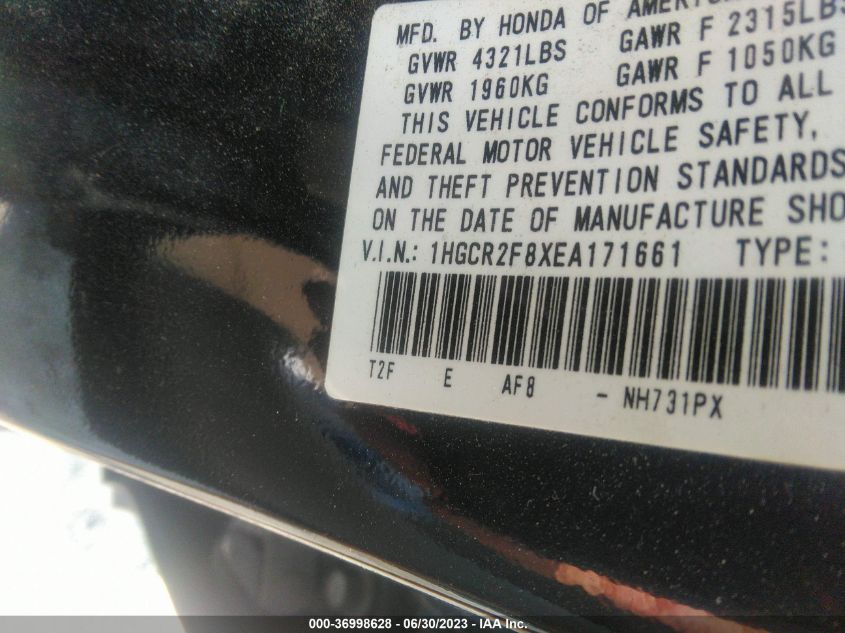 MFD. BY HONDA OF
GVWR 4321LBS GAWR F 2315LBS
GVWR 1960KG GAWR F 1050KG
THIS VEHICLE CONFORMS TO ALL
FEDERAL MOTOR VEHICLE SAFETY,
AND THEFT PREVENTION STANDARDS
ON THE DATE OF MANUFACTURE SHO
V.I.N.: 1HGCR2F8XEA171661 TYPE:
T2F E AF8 - NH731PX
000-36998628 - 06/30/2023 - IAA Inc.